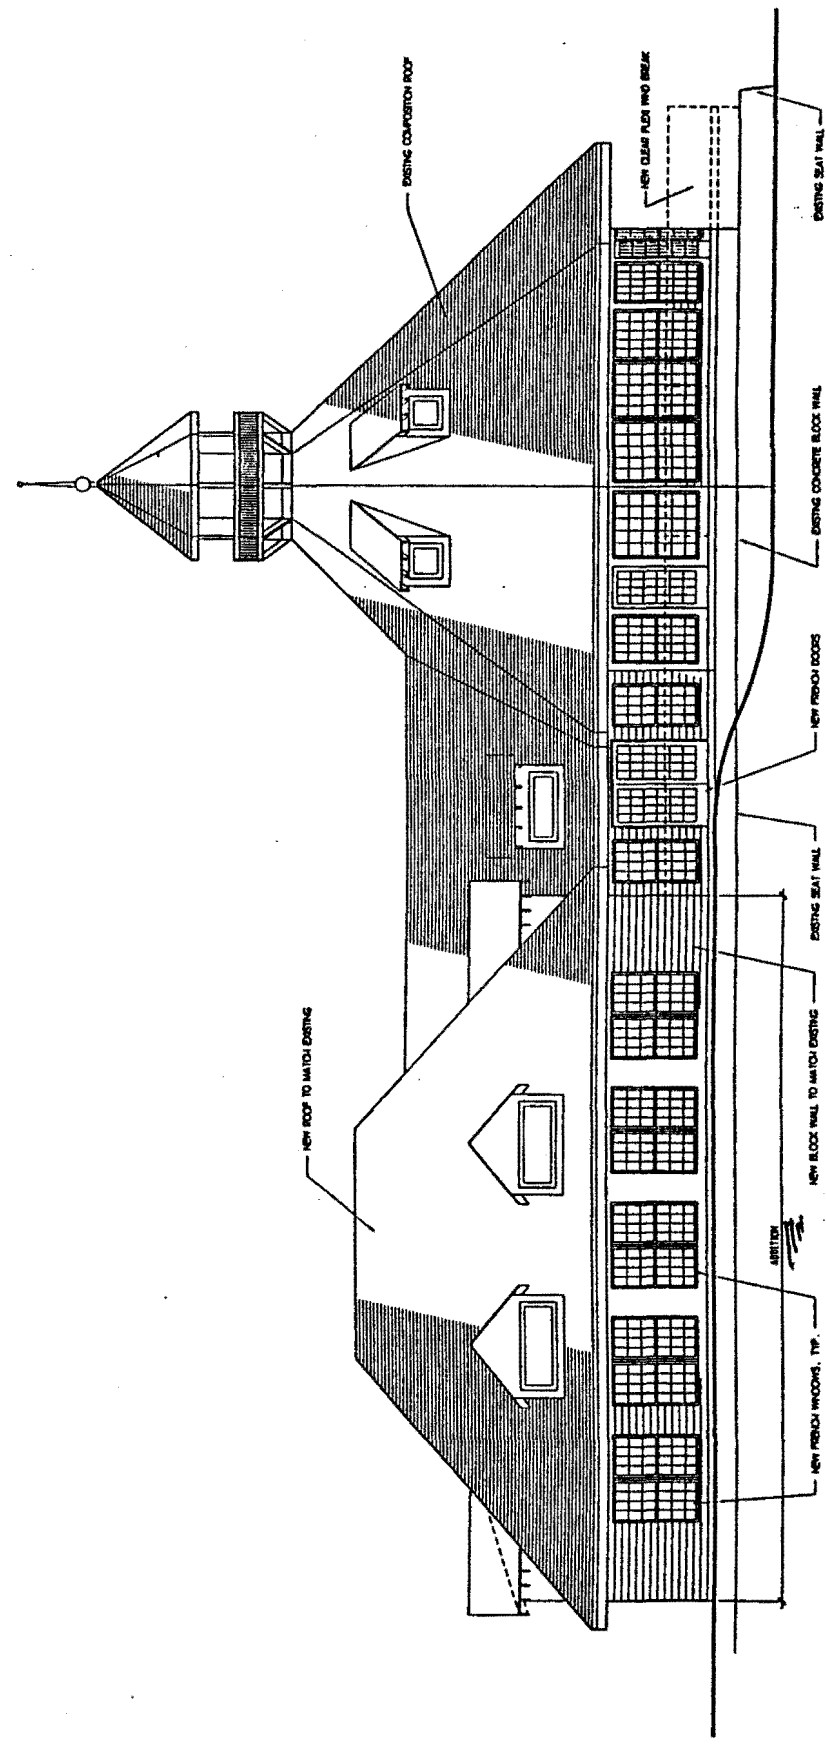 EXISTING COMPOSITION ROOF
NEW CLEAR PLEXI WIND BREAK
EXISTING SEAT WALL
EXISTING CONCRETE BLOCK WALL
NEW FRENCH DOORS
EXISTING SEAT WALL
NEW ROOF TO MATCH EXISTING
NEW BLOCK WALL TO MATCH EXISTING
ADDITION
NEW FRENCH WINDOWS, TYP.